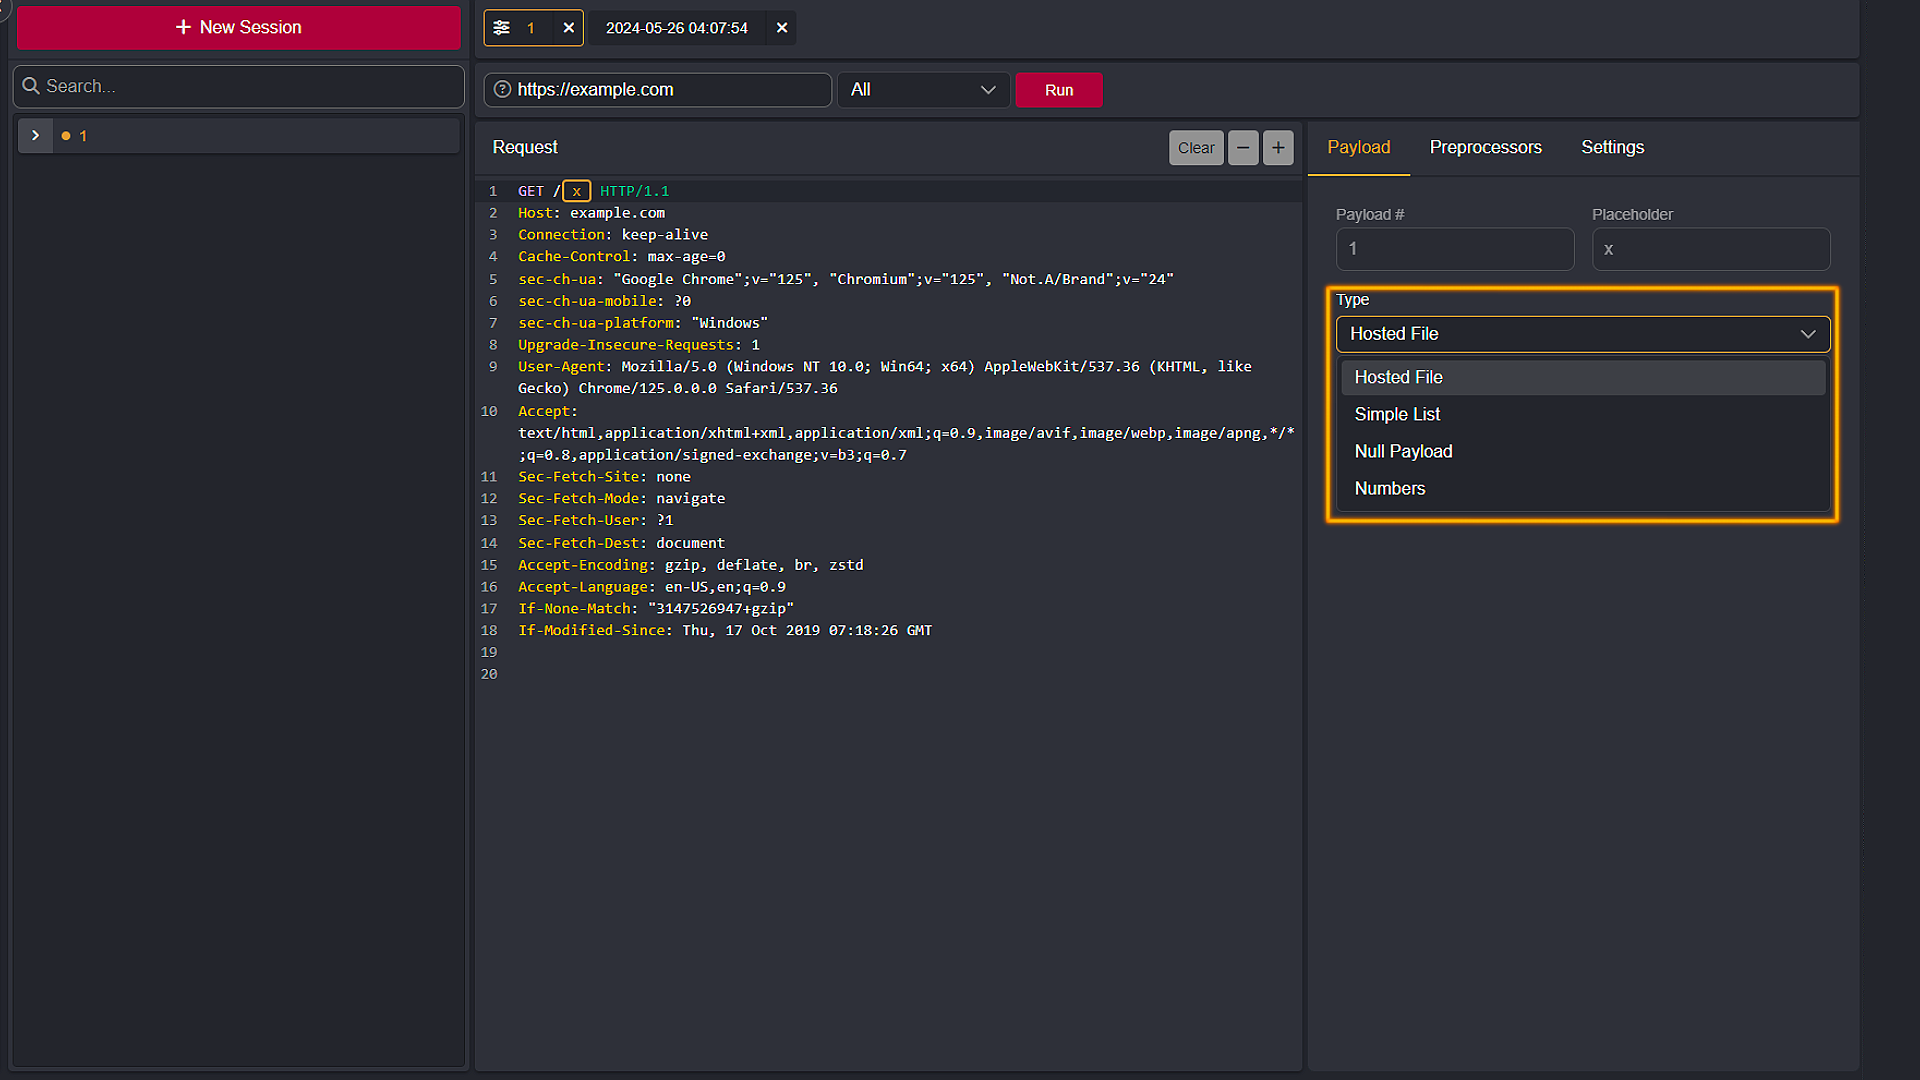 New Session
Search...
1
1
2024-05-26 04:07:54
https://example.com
All
Run
Request
Clear
1 GET /x HTTP/1.1
2 Host: example.com
3 Connection: keep-alive
4 Cache-Control: max-age=0
5 sec-ch-ua: "Google Chrome";v="125", "Chromium";v="125", "Not.A/Brand";v="24"
6 sec-ch-ua-mobile: ?0
7 sec-ch-ua-platform: "Windows"
8 Upgrade-Insecure-Requests: 1
9 User-Agent: Mozilla/5.0 (Windows NT 10.0; Win64; x64) AppleWebKit/537.36 (KHTML, like
Gecko) Chrome/125.0.0.0 Safari/537.36
10 Accept:
text/html,application/xhtml+xml,application/xml;q=0.9,image/avif,image/webp,image/apng,*/*
;q=0.8,application/signed-exchange;v=b3;q=0.7
11 Sec-Fetch-Site: none
12 Sec-Fetch-Mode: navigate
13 Sec-Fetch-User: ?1
14 Sec-Fetch-Dest: document
15 Accept-Encoding: gzip, deflate, br, zstd
16 Accept-Language: en-US,en;q=0.9
17 If-None-Match: "3147526947+gzip"
18 If-Modified-Since: Thu, 17 Oct 2019 07:18:26 GMT
19
20
Payload Preprocessors Settings
Payload # Placeholder
1 x
Type
Hosted File
Hosted File
Simple List
Null Payload
Numbers